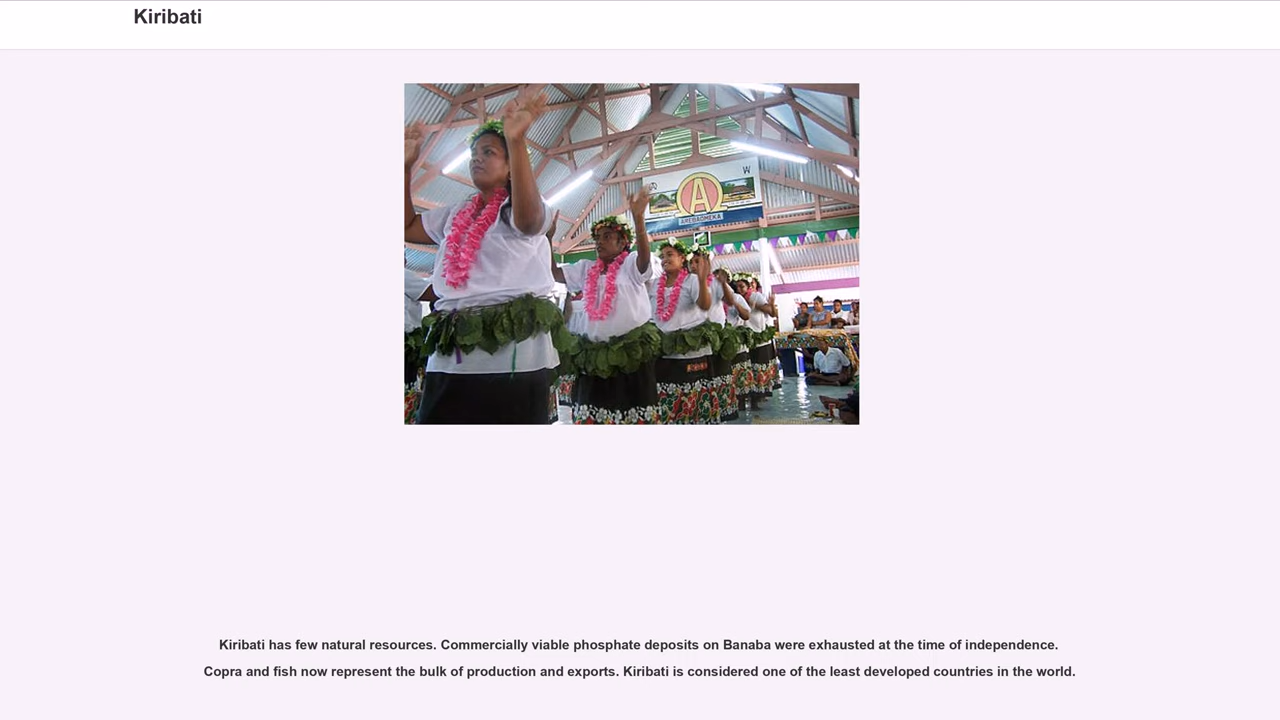 Kiribati
W
A
Kiribati has few natural resources. Commercially viable phosphate deposits on Banaba were exhausted at the time of independence.
Copra and fish now represent the bulk of production and exports. Kiribati is considered one of the least developed countries in the world.